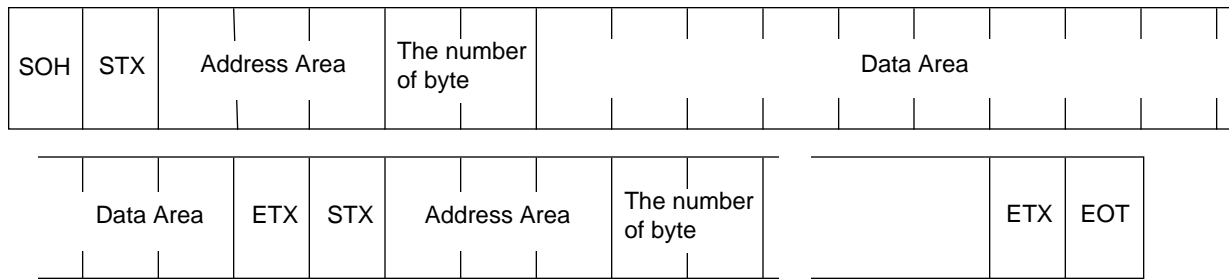 SOH STX Address Area The number of byte Data Area
Data Area ETX STX Address Area The number of byte ETX EOT